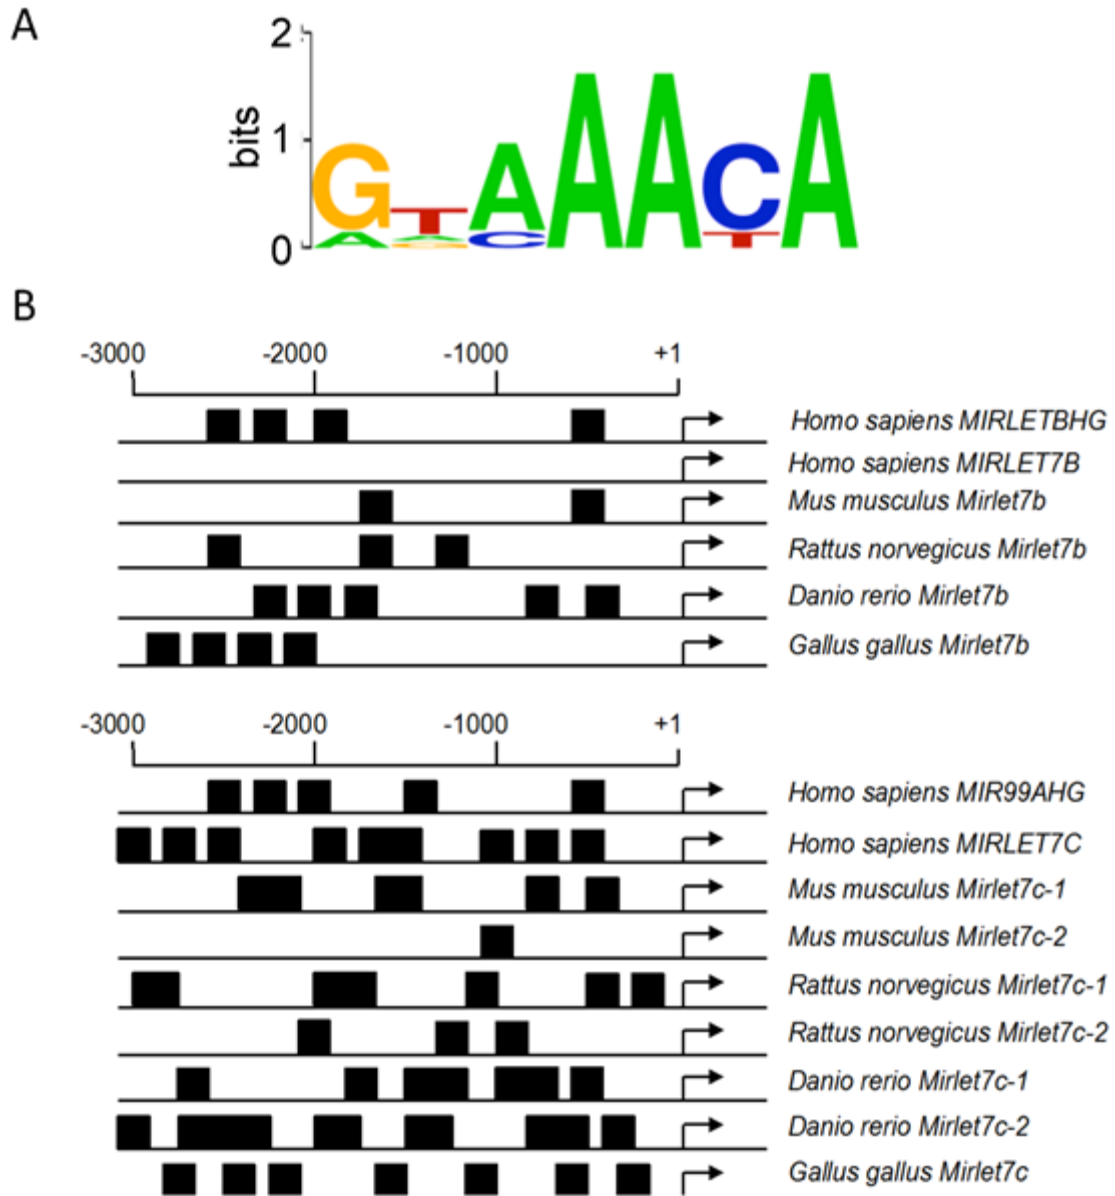 A
2
bits
1
0
GTAAACA
A A C T
G
B
-3000 -2000 -1000 +1
Homo sapiens MIRLETBHG
Homo sapiens MIRLET7B
Mus musculus Mirlet7b
Rattus norvegicus Mirlet7b
Danio rerio Mirlet7b
Gallus gallus Mirlet7b
-3000 -2000 -1000 +1
Homo sapiens MIR99AHG
Homo sapiens MIRLET7C
Mus musculus Mirlet7c-1
Mus musculus Mirlet7c-2
Rattus norvegicus Mirlet7c-1
Rattus norvegicus Mirlet7c-2
Danio rerio Mirlet7c-1
Danio rerio Mirlet7c-2
Gallus gallus Mirlet7c